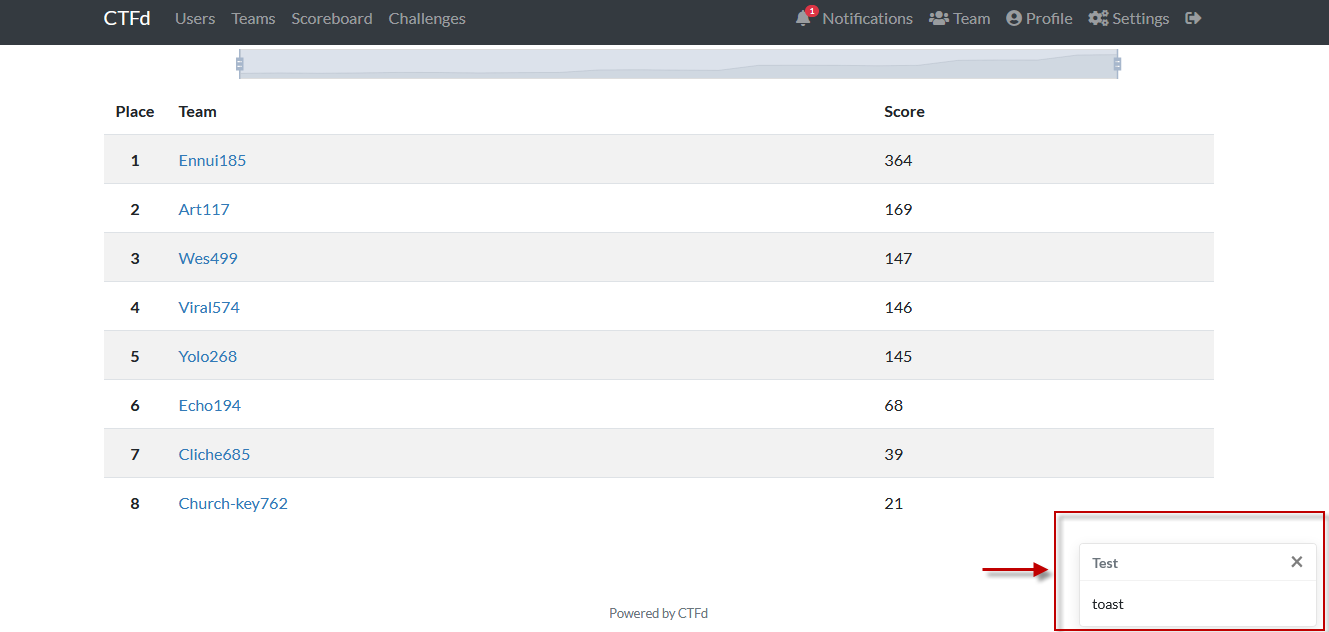 CTFd Users Teams Scoreboard Challenges 1 Notifications Team Profile Settings
Place Team Score
1 Ennui185 364
2 Art117 169
3 Wes499 147
4 Viral574 146
5 Yolo268 145
6 Echo194 68
7 Cliche685 39
8 Church-key762 21
Test ×
toast
Powered by CTFd